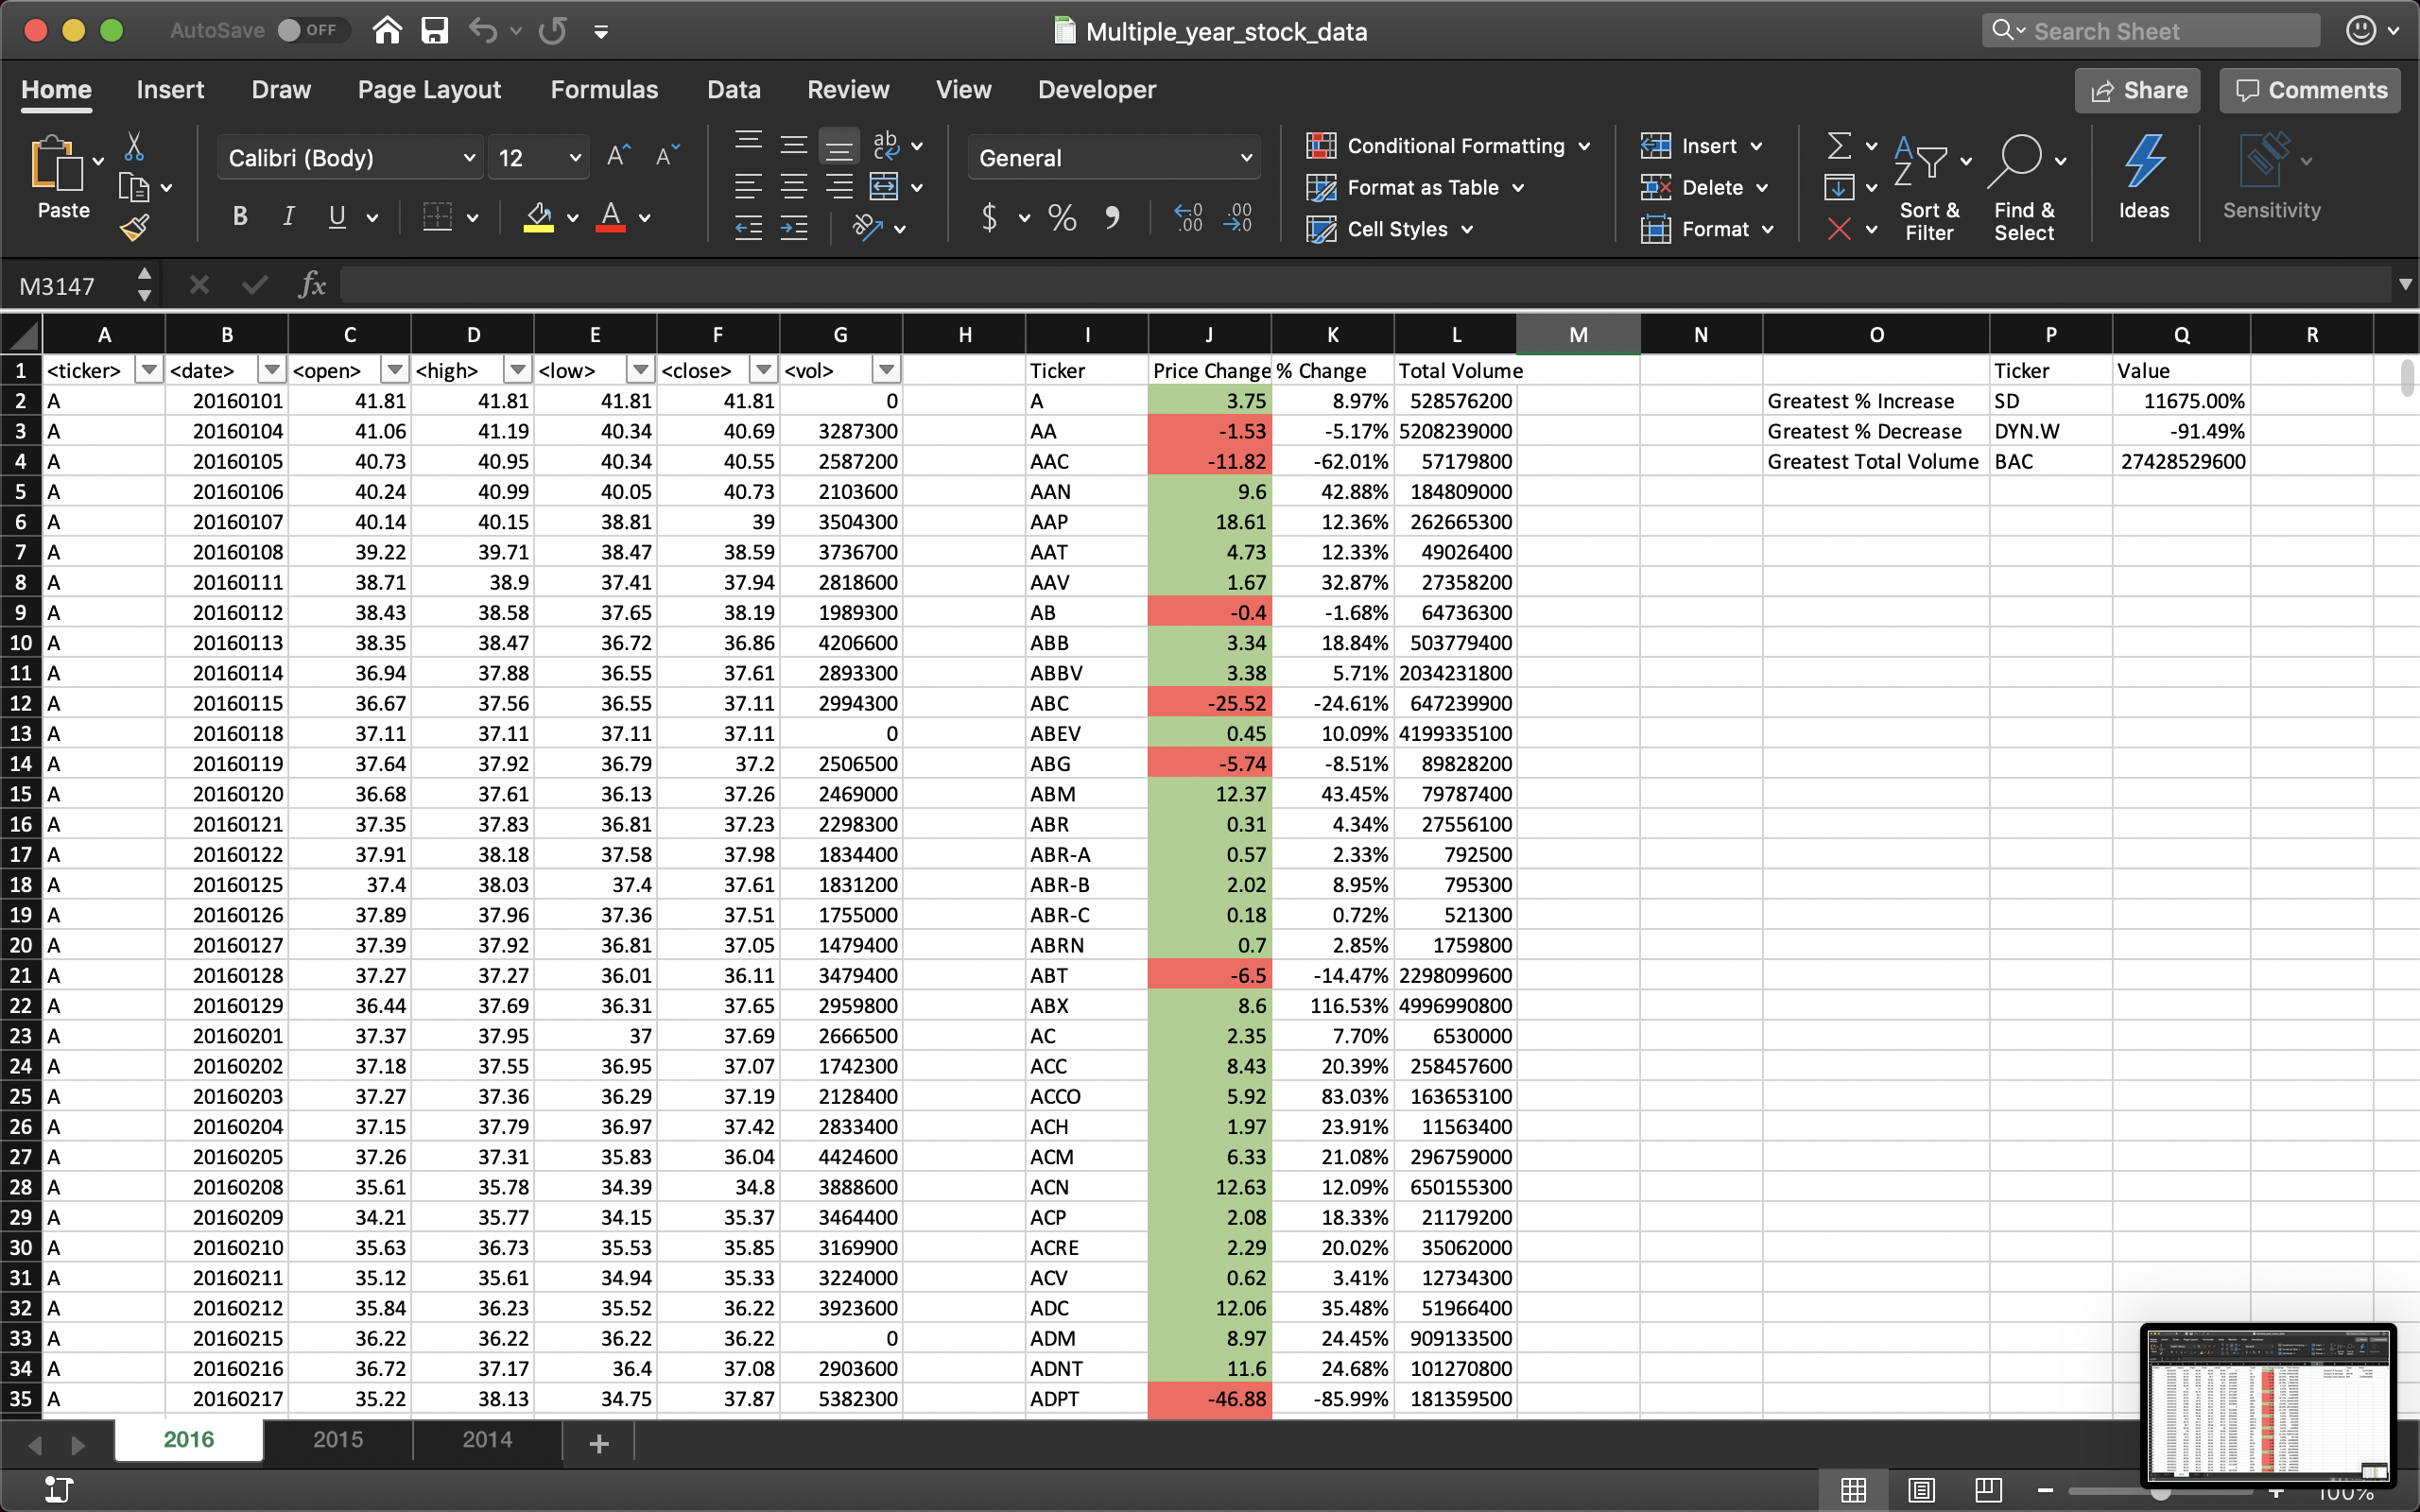 AutoSave OFF Multiple_year_stock_data Search Sheet
Home Insert Draw Page Layout Formulas Data Review View Developer Share Comments
Paste Calibri (Body) 12 General Conditional Formatting Format as Table Cell Styles Insert Delete Format Sort & Filter Find & Select Ideas Sensitivity
M3147 fx
A B C D E F G H I J K L M N O P Q R
1 <ticker> <date> <open> <high> <low> <close> <vol> Ticker Price Change % Change Total Volume Ticker Value
2 A 20160101 41.81 41.81 41.81 41.81 0 A 3.75 8.97% 528576200 Greatest % Increase SD 11675.00%
3 A 20160104 41.06 41.19 40.34 40.69 3287300 AA -1.53 -5.17% 5208239000 Greatest % Decrease DYN.W -91.49%
4 A 20160105 40.73 40.95 40.34 40.55 2587200 AAC -11.82 -62.01% 57179800 Greatest Total Volume BAC 27428529600
5 A 20160106 40.24 40.99 40.05 40.73 2103600 AAN 9.6 42.88% 184809000
6 A 20160107 40.14 40.15 38.81 39 3504300 AAP 18.61 12.36% 262665300
7 A 20160108 39.22 39.71 38.47 38.59 3736700 AAT 4.73 12.33% 49026400
8 A 20160111 38.71 38.9 37.41 37.94 2818600 AAV 1.67 32.87% 27358200
9 A 20160112 38.43 38.58 37.65 38.19 1989300 AB -0.4 -1.68% 64736300
10 A 20160113 38.35 38.47 36.72 36.86 4206600 ABB 3.34 18.84% 503779400
11 A 20160114 36.94 37.88 36.55 37.61 2893300 ABBV 3.38 5.71% 2034231800
12 A 20160115 36.67 37.56 36.55 37.11 2994300 ABC -25.52 -24.61% 647239900
13 A 20160118 37.11 37.11 37.11 37.11 0 ABEV 0.45 10.09% 4199335100
14 A 20160119 37.64 37.92 36.79 37.2 2506500 ABG -5.74 -8.51% 89828200
15 A 20160120 36.68 37.61 36.13 37.26 2469000 ABM 12.37 43.45% 79787400
16 A 20160121 37.35 37.83 36.81 37.23 2298300 ABR 0.31 4.34% 27556100
17 A 20160122 37.91 38.18 37.58 37.98 1834400 ABR-A 0.57 2.33% 792500
18 A 20160125 37.4 38.03 37.4 37.61 1831200 ABR-B 2.02 8.95% 795300
19 A 20160126 37.89 37.96 37.36 37.51 1755000 ABR-C 0.18 0.72% 521300
20 A 20160127 37.39 37.92 36.81 37.05 1479400 ABRN 0.7 2.85% 1759800
21 A 20160128 37.27 37.27 36.01 36.11 3479400 ABT -6.5 -14.47% 2298099600
22 A 20160129 36.44 37.69 36.31 37.65 2959800 ABX 8.6 116.53% 4996990800
23 A 20160201 37.37 37.95 37 37.69 2666500 AC 2.35 7.70% 6530000
24 A 20160202 37.18 37.55 36.95 37.07 1742300 ACC 8.43 20.39% 258457600
25 A 20160203 37.27 37.36 36.29 37.19 2128400 ACCO 5.92 83.03% 163653100
26 A 20160204 37.15 37.79 36.97 37.42 2833400 ACH 1.97 23.91% 11563400
27 A 20160205 37.26 37.31 35.83 36.04 4424600 ACM 6.33 21.08% 296759000
28 A 20160208 35.61 35.78 34.39 34.8 3888600 ACN 12.63 12.09% 650155300
29 A 20160209 34.21 35.77 34.15 35.37 3464400 ACP 2.08 18.33% 21179200
30 A 20160210 35.63 36.73 35.53 35.85 3169900 ACRE 2.29 20.02% 35062000
31 A 20160211 35.12 35.61 34.94 35.33 3224000 ACV 0.62 3.41% 12734300
32 A 20160212 35.84 36.23 35.52 36.22 3923600 ADC 12.06 35.48% 51966400
33 A 20160215 36.22 36.22 36.22 36.22 0 ADM 8.97 24.45% 909133500
34 A 20160216 36.72 37.17 36.4 37.08 2903600 ADNT 11.6 24.68% 101270800
35 A 20160217 35.22 38.13 34.75 37.87 5382300 ADPT -46.88 -85.99% 181359500
2016 2015 2014
100%